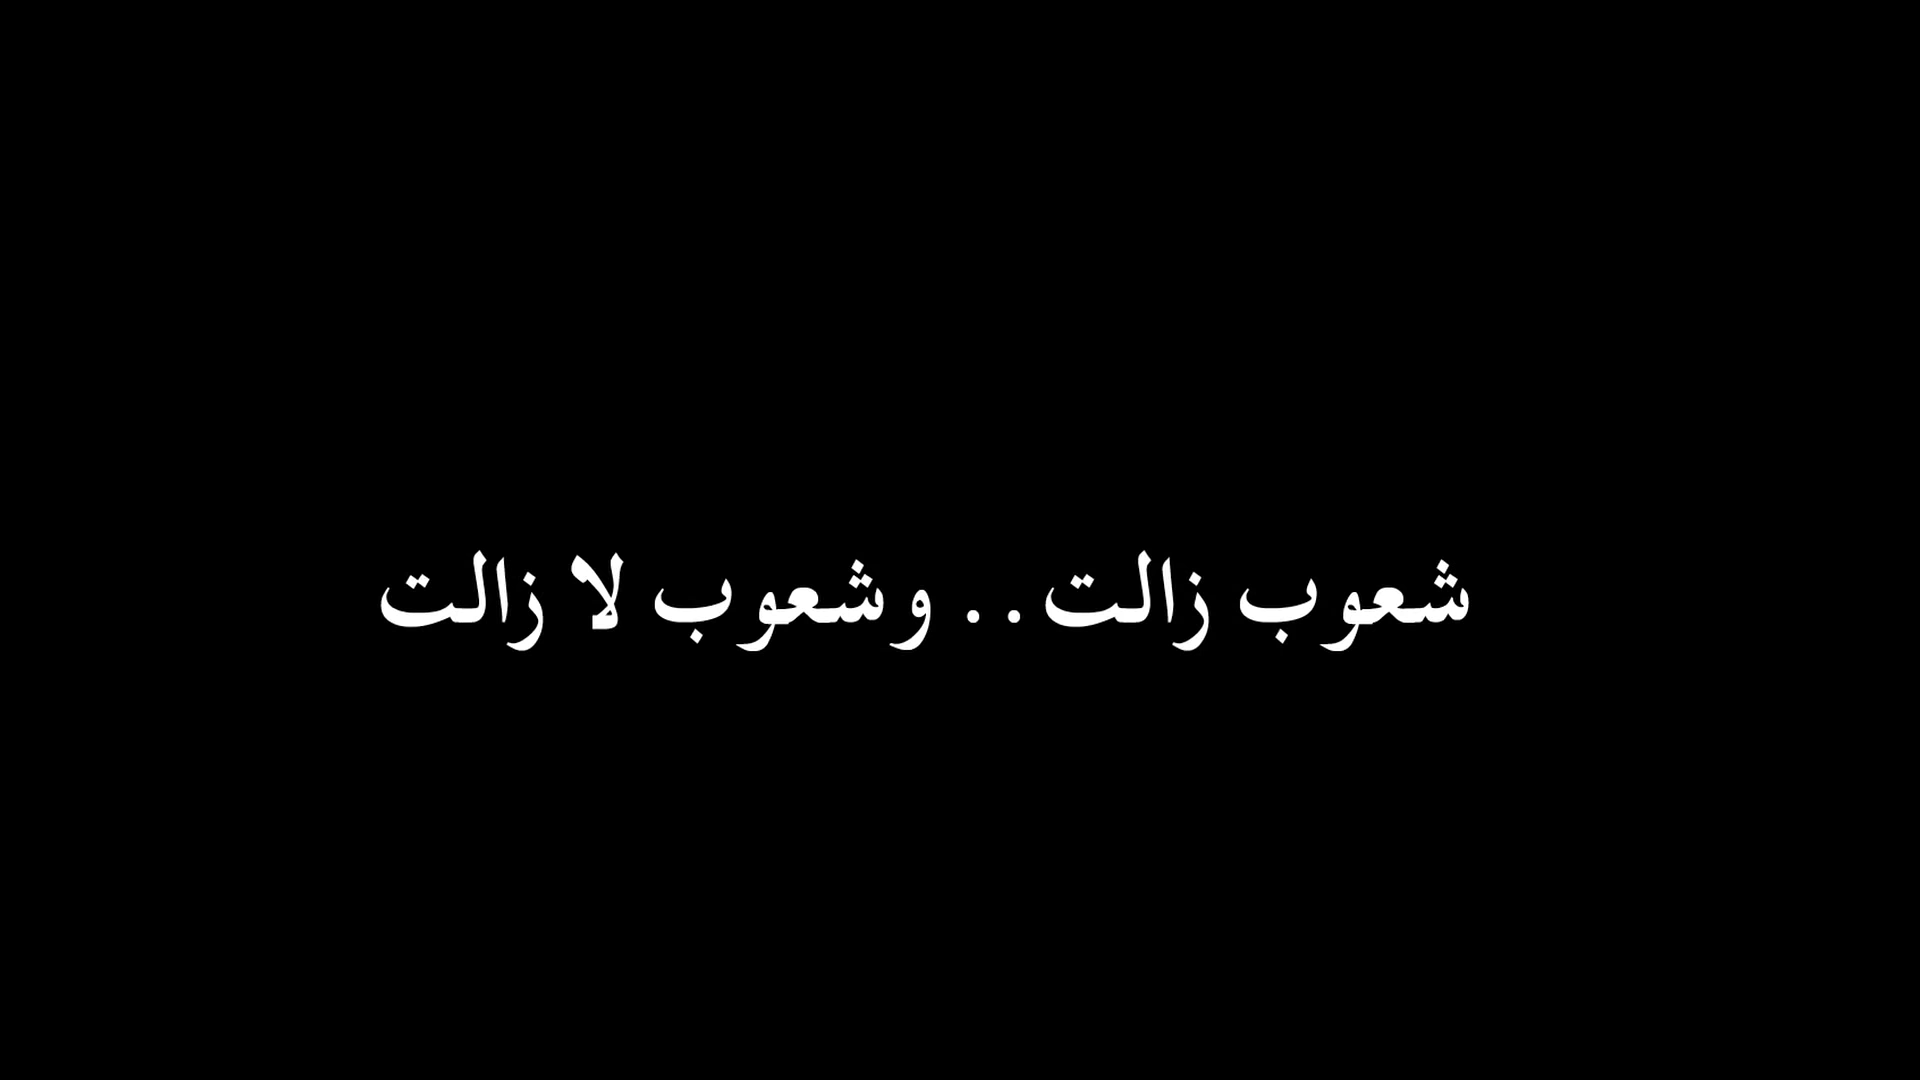 شعوب زالت . . وشعوب لا زالت